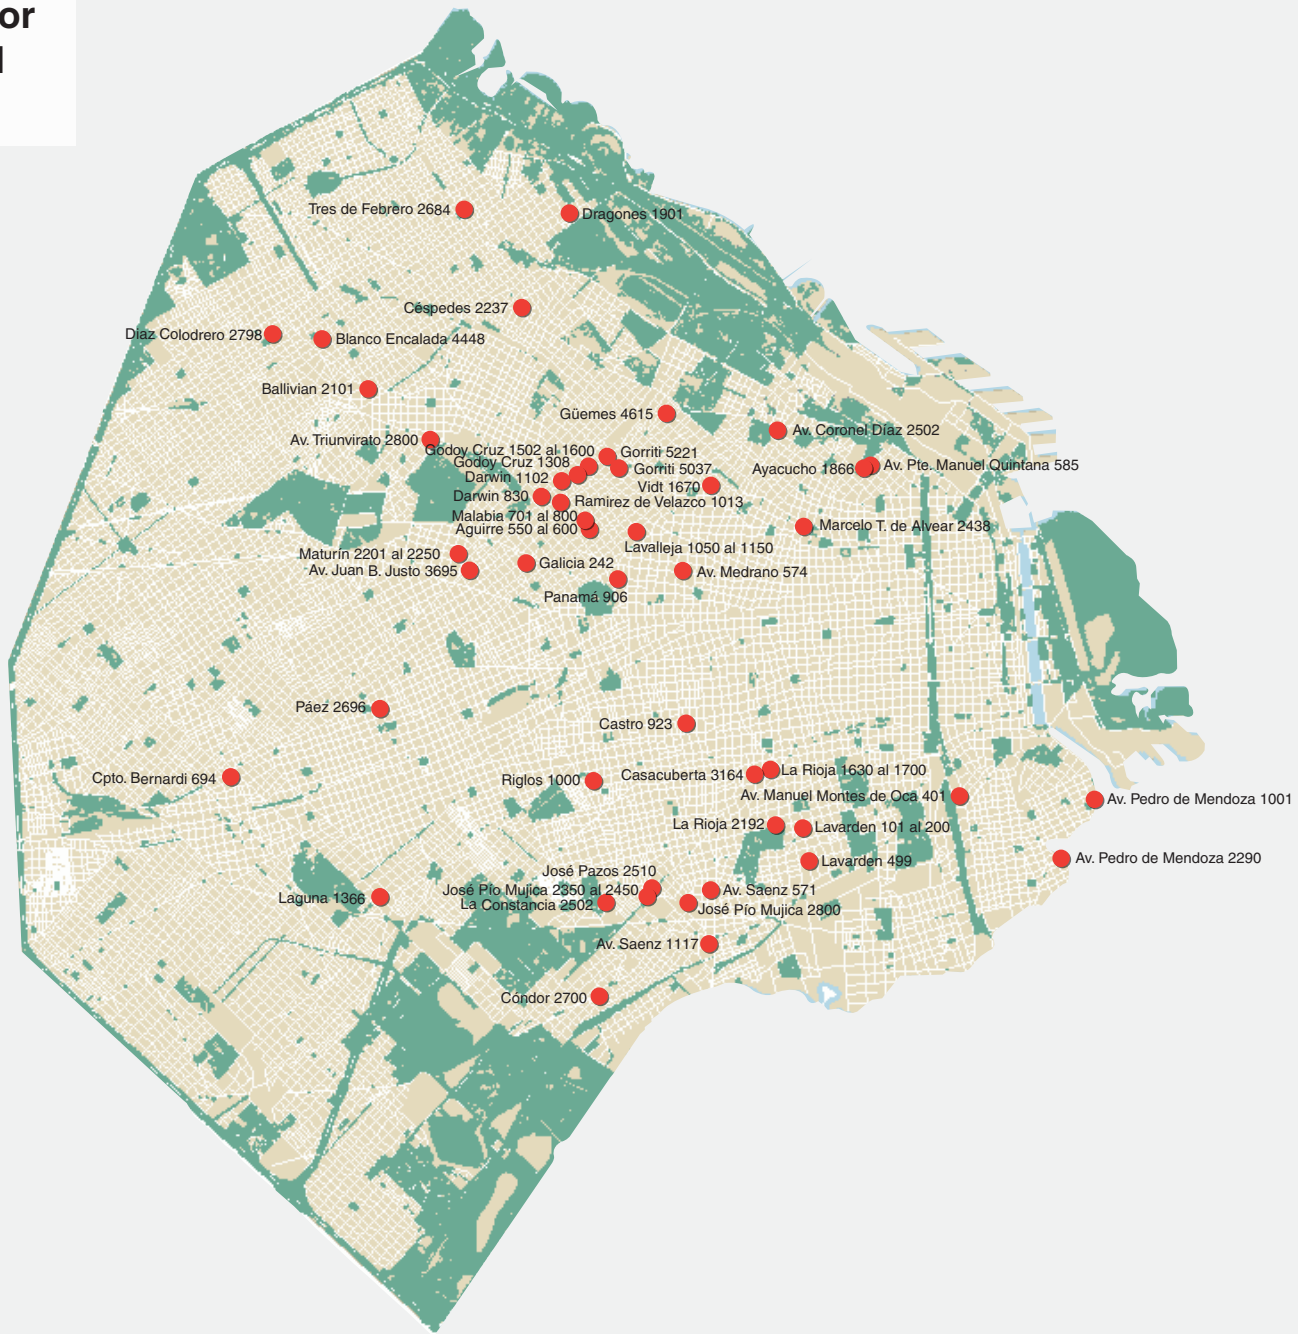 or
Tres de Febrero 2684
Dragones 1901
Céspedes 2237
Díaz Colodrero 2798
Blanco Encalada 4448
Ballivian 2101
Güemes 4615
Av. Coronel Díaz 2502
Av. Triunvirato 2800
Godoy Cruz 1502 al 1600
Gorriti 5221
Godoy Cruz 1308
Gorriti 5037
Ayacucho 1866
Av. Pte. Manuel Quintana 585
Darwin 1102
Vidt 1670
Darwin 830
Ramirez de Velazco 1013
Malabia 701 al 800
Aguirre 550 al 600
Marcelo T. de Alvear 2438
Lavalleja 1050 al 1150
Maturín 2201 al 2250
Av. Juan B. Justo 3695
Galicia 242
Av. Medrano 574
Panamá 906
Páez 2696
Castro 923
Cpto. Bernardi 694
Riglos 1000
Casacuberta 3164
La Rioja 1630 al 1700
Av. Manuel Montes de Oca 401
Av. Pedro de Mendoza 1001
La Rioja 2192
Lavarden 101 al 200
Lavarden 499
Av. Pedro de Mendoza 2290
José Pazos 2510
José Pío Mujica 2350 al 2450
Av. Saenz 571
Laguna 1366
La Constancia 2502
José Pío Mujica 2800
Av. Saenz 1117
Cóndor 2700